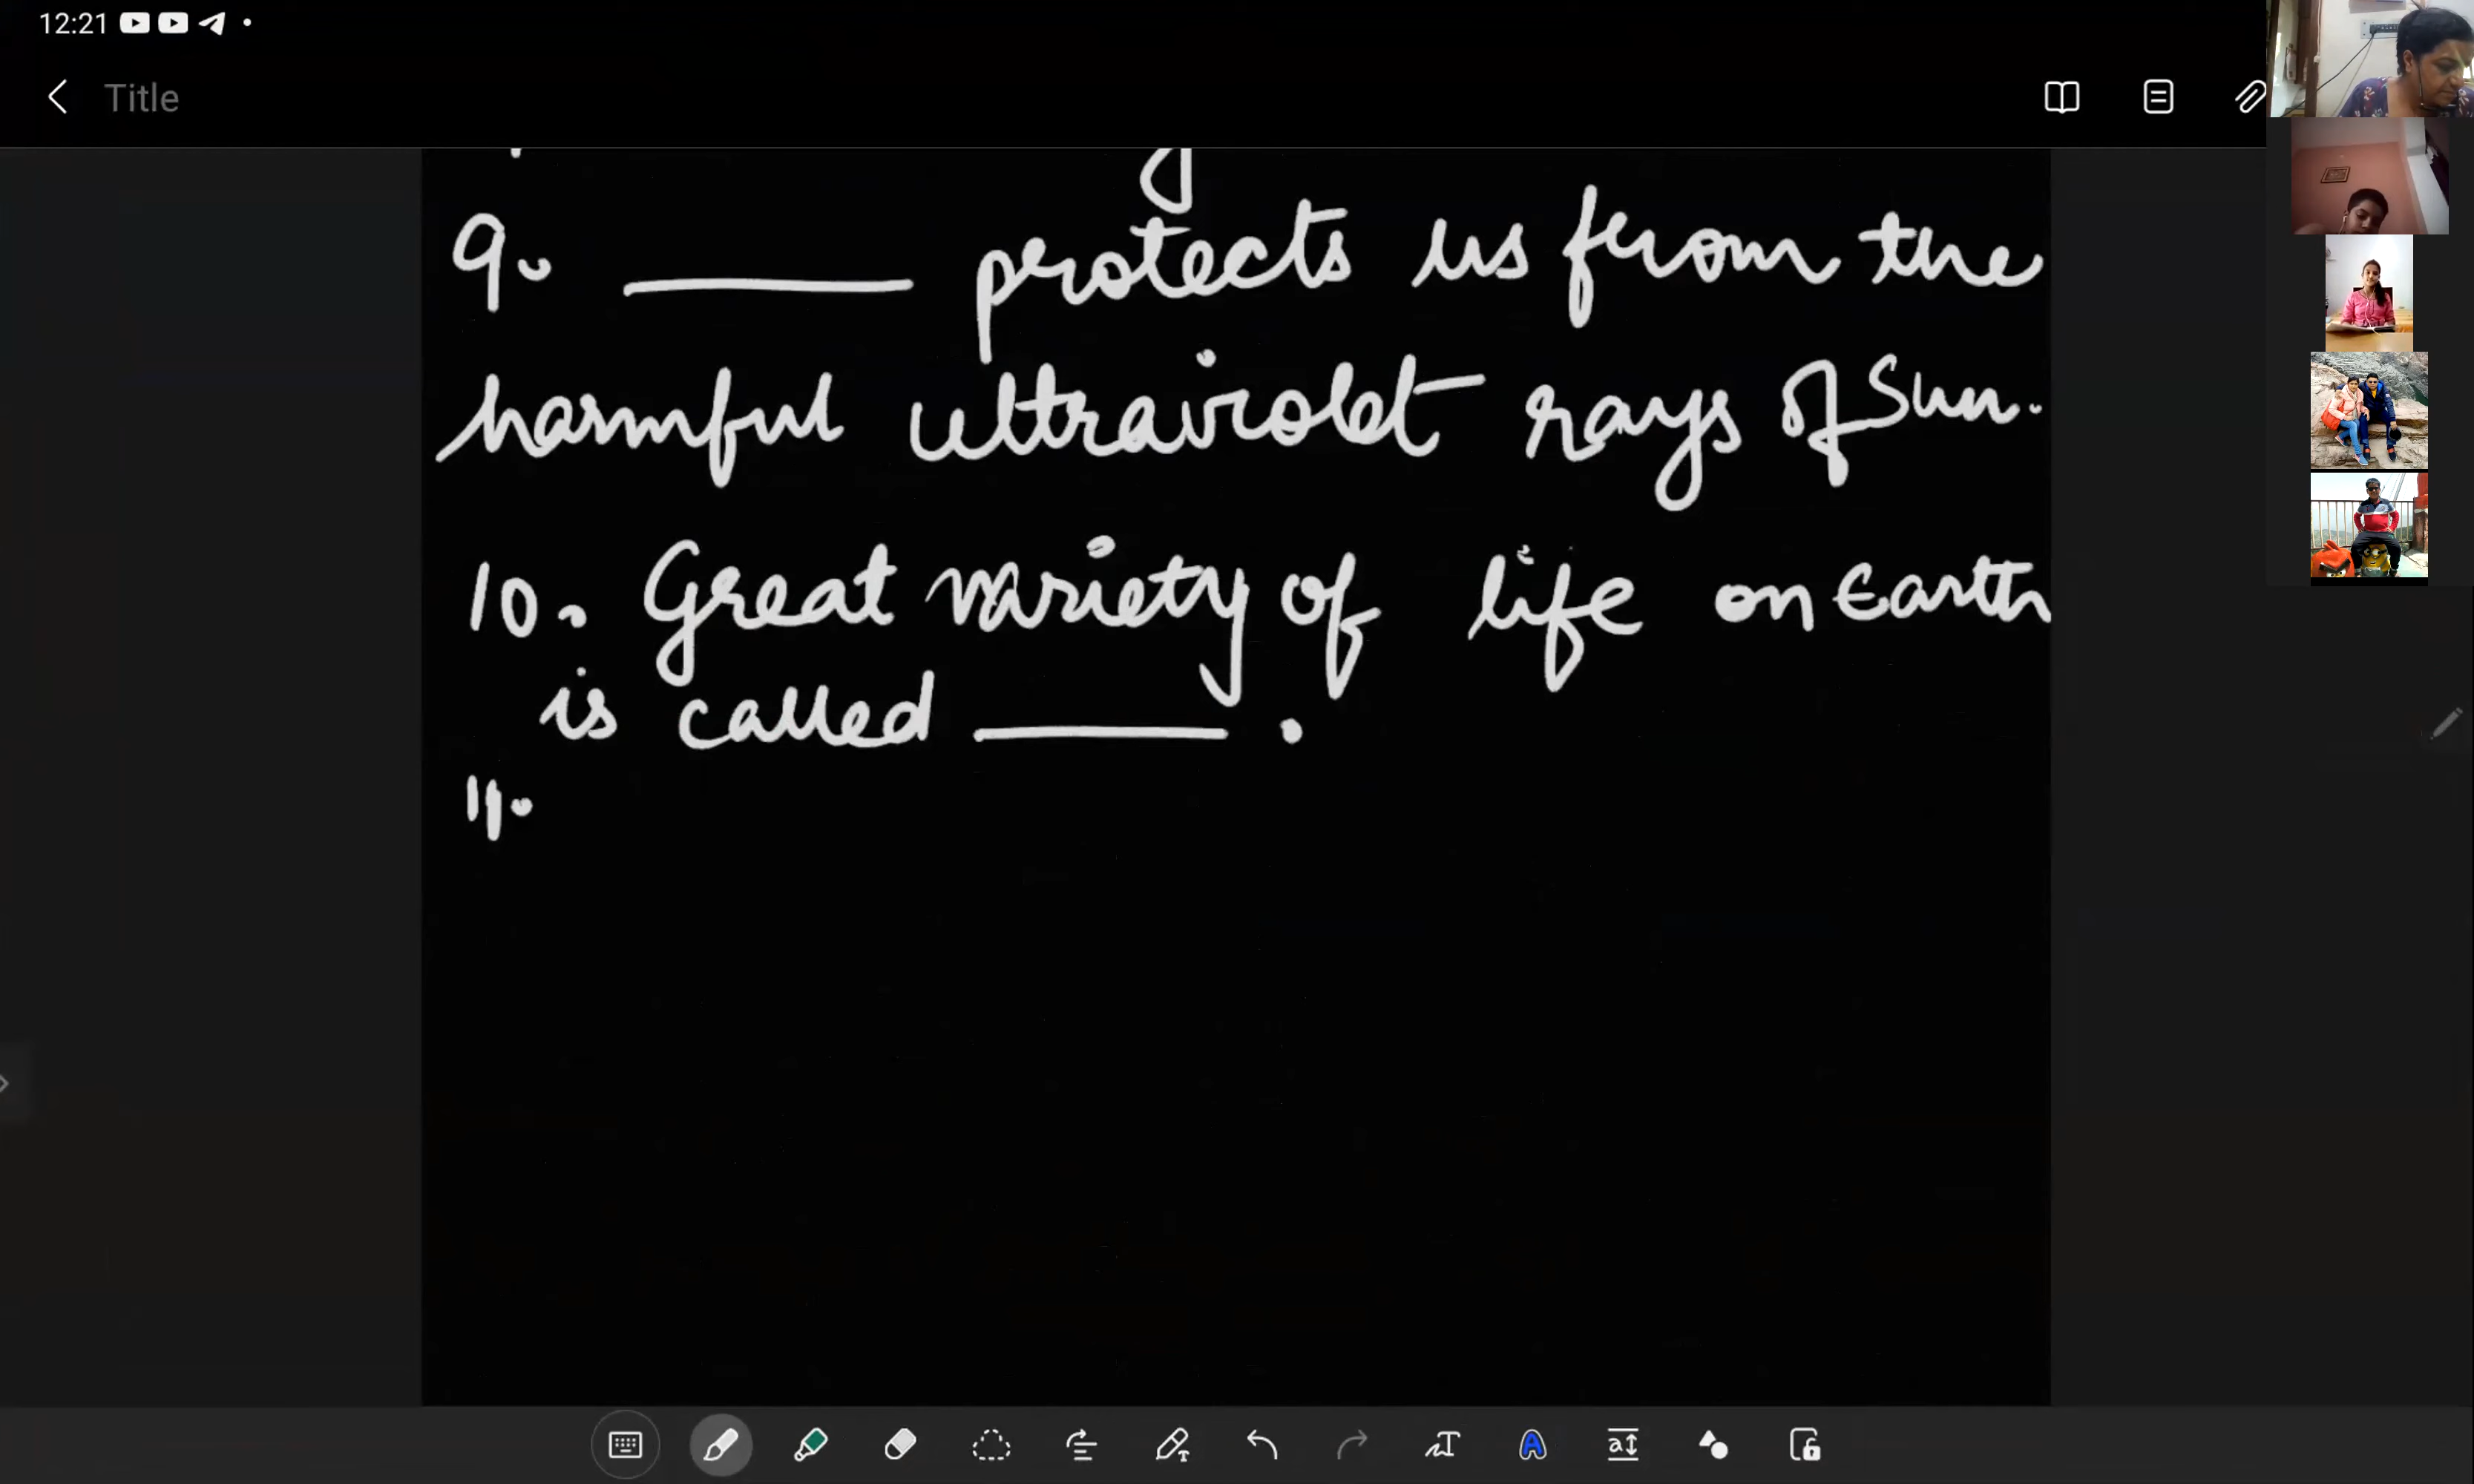 12:21
Title
9. ______ protects us from the
harmful ultraviolet rays of Sun.
10. Great variety of life on Earth
is called ______ .
11.